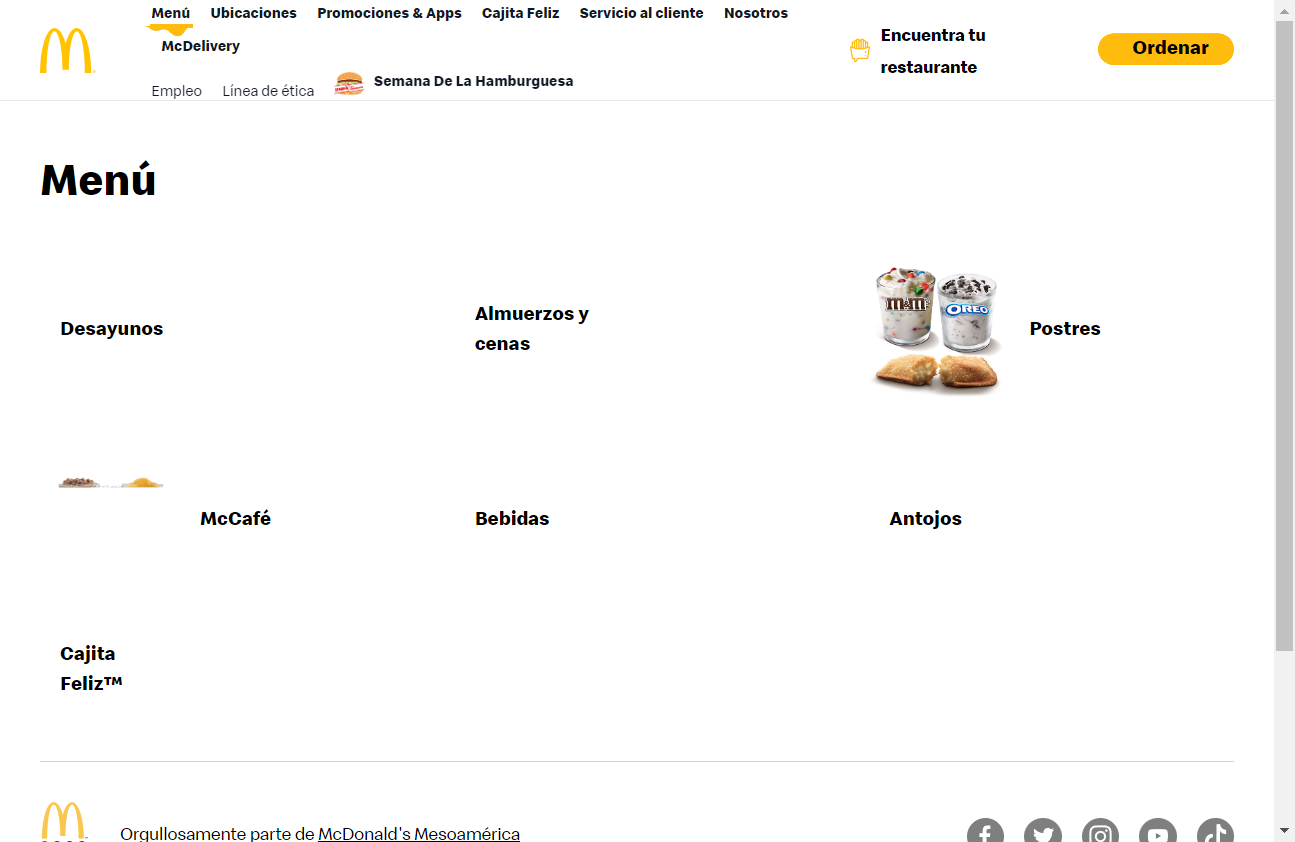 Menú
Ubicaciones
Promociones & Apps
Cajita Feliz
Servicio al cliente
Nosotros
McDelivery
Empleo
Línea de ética
Semana De La Hamburguesa
Encuentra tu
restaurante
Ordenar
Menú
Desayunos
Almuerzos y
cenas
m&m's
OREO
Postres
McCafé
Bebidas
Antojos
Cajita
Feliz™
Orgullosamente parte de McDonald's Mesoamérica